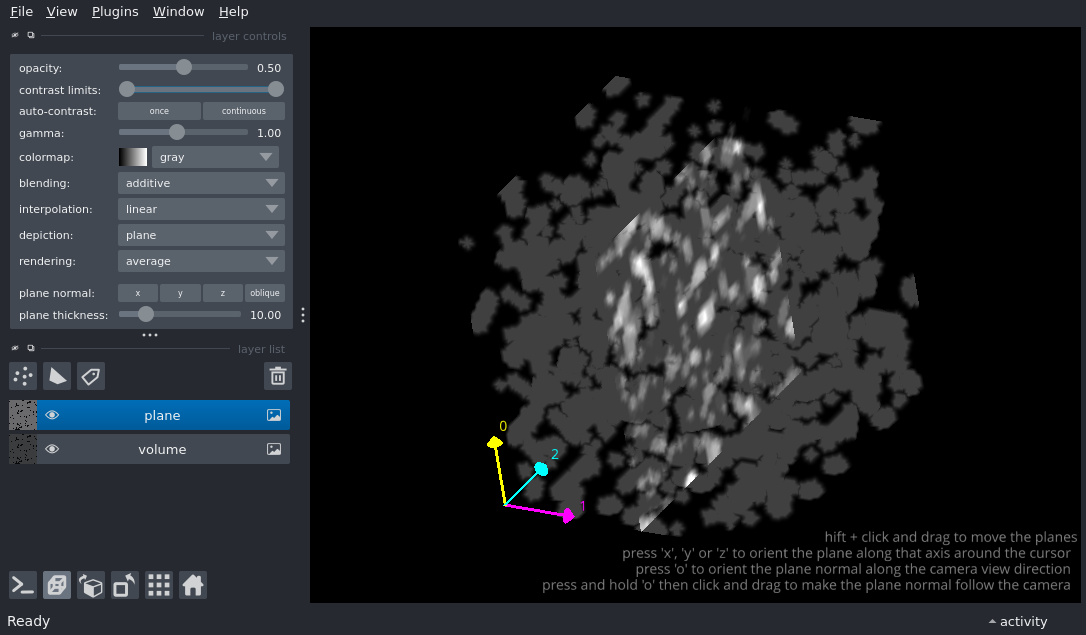 File View Plugins Window Help
layer controls
opacity: 0.50
contrast limits:
auto-contrast: once continuous
gamma: 1.00
colormap: gray
blending: additive
interpolation: linear
depiction: plane
rendering: average
plane normal: x y z oblique
plane thickness: 10.00
layer list
plane
volume
0
2
1
hift + click and drag to move the planes
press 'x', 'y' or 'z' to orient the plane along that axis around the cursor
press 'o' to orient the plane normal along the camera view direction
press and hold 'o' then click and drag to make the plane normal follow the camera
Ready
activity